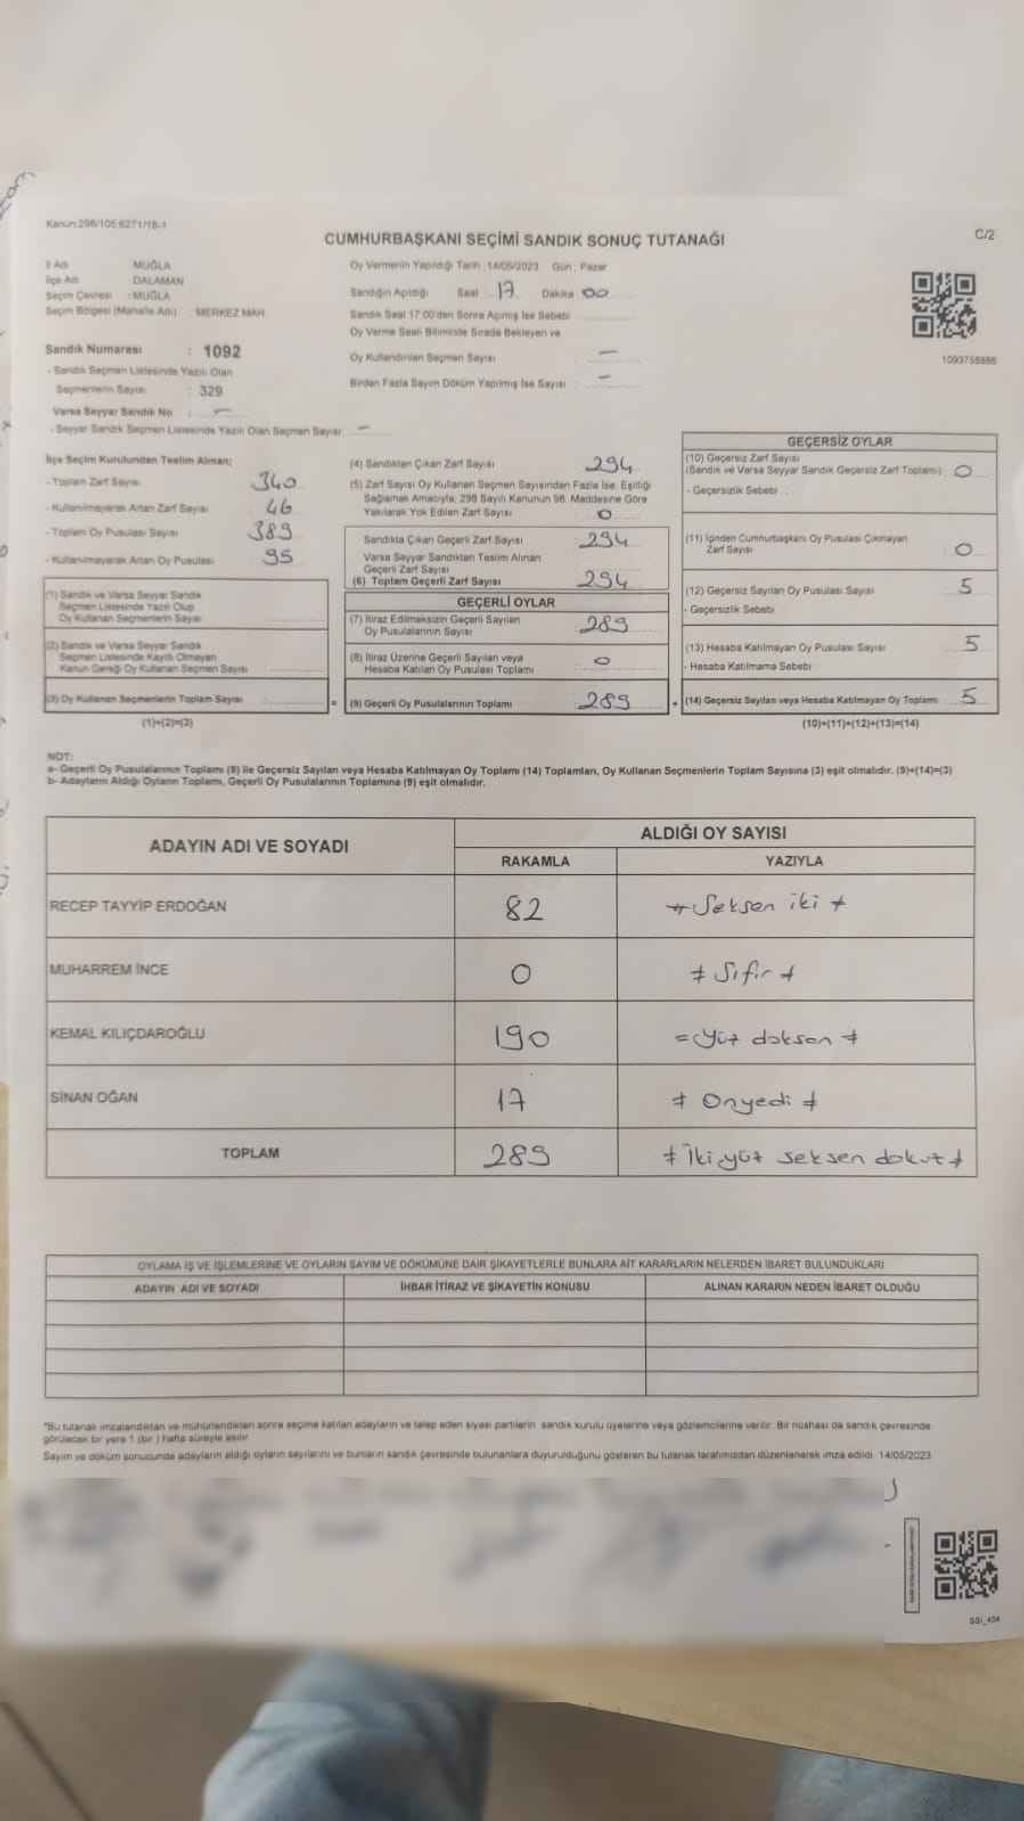 Kanun:298/105:6271/18-1
CUMHURBAŞKANI SEÇİMİ SANDIK SONUÇ TUTANAĞI
C/2
İl Adı : MUĞLA
İlçe Adı : DALAMAN
Seçim Çevresi : MUĞLA
Seçim Bölgesi (Mahalle Adı) : MERKEZ MAH.
Sandık Numarası : 1092
- Sandık Seçmen Listesinde Yazılı Olan
Seçmenlerin Sayısı : 329
Varsa Seyyar Sandık No : -
- Seyyar Sandık Seçmen Listesinde Yazılı Olan Seçmen Sayısı: -
Oy Vermenin Yapıldığı Tarih : 14/05/2023 Gün : Pazar
Sandığın Açıldığı Saat 17 Dakika 00
Sandık Saat 17:00'den Sonra Açılmış İse Sebebi
Oy Verme Saati Bitiminde Sırada Bekleyen ve
Oy Kullandırılan Seçmen Sayısı -
Birden Fazla Sayım Döküm Yapılmış İse Sayısı -
1093758886
İlçe Seçim Kurulundan Teslim Alınan;
- Toplam Zarf Sayısı 340
- Kullanılmayarak Artan Zarf Sayısı 46
- Toplam Oy Pusulası Sayısı 389
- Kullanılmayarak Artan Oy Pusulası 95
(1) Sandık ve Varsa Seyyar Sandık
Seçmen Listesinde Yazılı Olup
Oy Kullanan Seçmenlerin Sayısı
(2) Sandık ve Varsa Seyyar Sandık
Seçmen Listesinde Kayıtlı Olmayan
Kanun Gereği Oy Kullanan Seçmen Sayısı
(3) Oy Kullanan Seçmenlerin Toplam Sayısı
(1)+(2)=(3)
(4) Sandıktan Çıkan Zarf Sayısı 294
(5) Zarf Sayısı Oy Kullanan Seçmen Sayısından Fazla İse, Eşitliği
Sağlamak Amacıyla, 298 Sayılı Kanunun 98. Maddesine Göre
Yakılarak Yok Edilen Zarf Sayısı 0
Sandıkta Çıkan Geçerli Zarf Sayısı 294
Varsa Seyyar Sandıktan Teslim Alınan
Geçerli Zarf Sayısı
(6) Toplam Geçerli Zarf Sayısı 294
GEÇERLİ OYLAR
(7) İtiraz Edilmeksizin Geçerli Sayılan
Oy Pusulalarının Sayısı 289
(8) İtiraz Üzerine Geçerli Sayılan veya
Hesaba Katılan Oy Pusulası Toplamı 0
= (9) Geçerli Oy Pusulalarının Toplamı 289
GEÇERSİZ OYLAR
(10) Geçersiz Zarf Sayısı
(Sandık ve Varsa Seyyar Sandık Geçersiz Zarf Toplamı) 0
- Geçersizlik Sebebi
(11) İçinden Cumhurbaşkanı Oy Pusulası Çıkmayan
Zarf Sayısı 0
(12) Geçersiz Sayılan Oy Pusulası Sayısı 5
- Geçersizlik Sebebi
(13) Hesaba Katılmayan Oy Pusulası Sayısı 5
- Hesaba Katılmama Sebebi
+ (14) Geçersiz Sayılan veya Hesaba Katılmayan Oy Toplamı 5
(10)+(11)+(12)+(13)=(14)
NOT:
a- Geçerli Oy Pusulalarının Toplamı (9) ile Geçersiz Sayılan veya Hesaba Katılmayan Oy Toplamı (14) Toplamları, Oy Kullanan Seçmenlerin Toplam Sayısına (3) eşit olmalıdır. (9)+(14)=(3)
b- Adayların Aldığı Oyların Toplamı, Geçerli Oy Pusulalarının Toplamına (9) eşit olmalıdır.
ADAYIN ADI VE SOYADI
ALDIĞI OY SAYISI
RAKAMLA YAZIYLA
RECEP TAYYİP ERDOĞAN 82 # Seksen iki #
MUHARREM İNCE 0 # Sıfır #
KEMAL KILIÇDAROĞLU 190 = Yüz doksan #
SİNAN OĞAN 17 # Onyedi #
TOPLAM 289 # İkiyüz seksen dokuz #
OYLAMA İŞ VE İŞLEMLERİNE VE OYLARIN SAYIM VE DÖKÜMÜNE DAİR ŞİKAYETLERLE BUNLARA AİT KARARLARIN NELERDEN İBARET BULUNDUKLARI
ADAYIN ADI VE SOYADI İHBAR İTİRAZ VE ŞİKAYETİN KONUSU ALINAN KARARIN NEDEN İBARET OLDUĞU
"Bu tutanak imzalandıktan ve mühürlendikten sonra seçime katılan adayların ve talep eden siyasi partilerin sandık kurulu üyelerine veya gözlemcilerine verilir. Bir nüshası da sandık çevresinde
görülecek bir yere 1 (bir) hafta süreyle asılır.
Sayım ve döküm sonucunda adayların aldığı oyların sayılarını ve bunların sandık çevresinde bulunanlara duyurulduğunu gösteren bu tutanak tarafımızdan düzenlenerek imza edildi. 14/05/2023